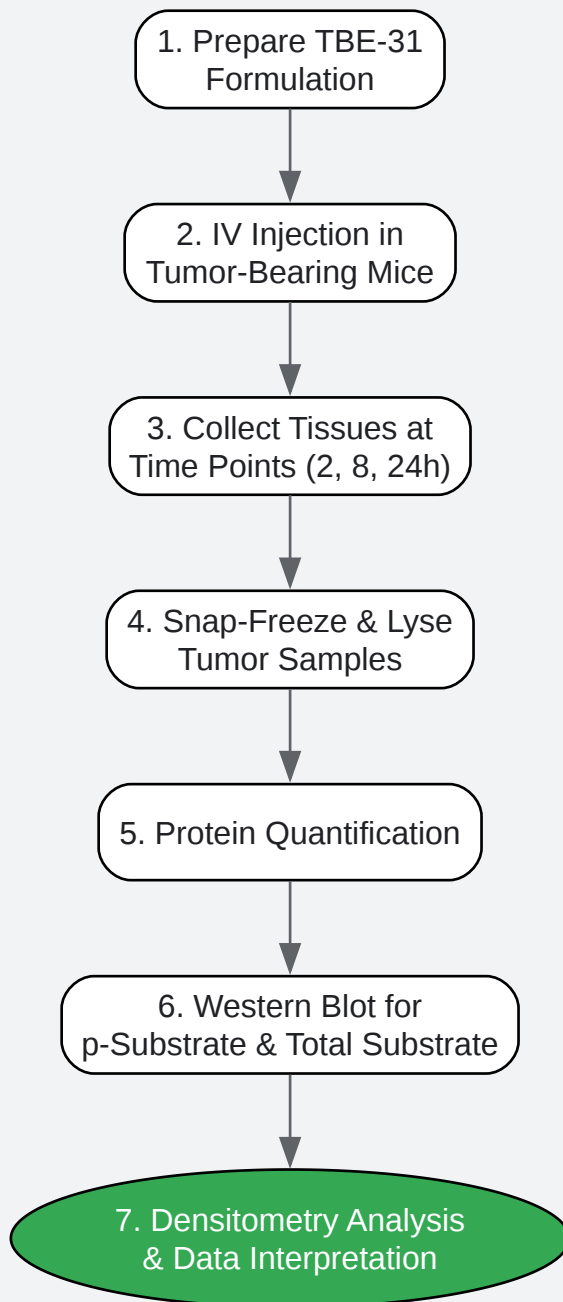 1. Prepare TBE-31
Formulation
2. IV Injection in
Tumor-Bearing Mice
3. Collect Tissues at
Time Points (2, 8, 24h)
4. Snap-Freeze & Lyse
Tumor Samples
5. Protein Quantification
6. Western Blot for
p-Substrate & Total Substrate
7. Densitometry Analysis
& Data Interpretation